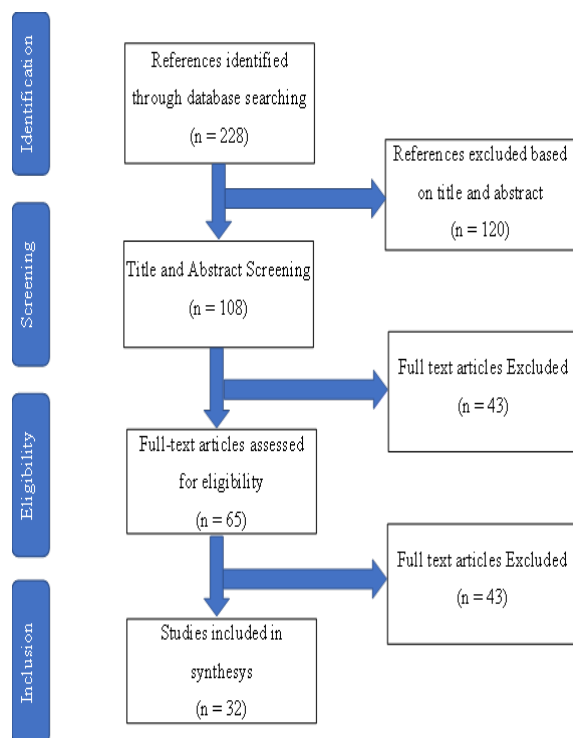 Identification
References identified
through database searching
(n = 228)
References excluded based
on title and abstract
(n = 120)
Screening
Title and Abstract Screening
(n = 108)
Full text articles Excluded
(n = 43)
Eligibility
Full-text articles assessed
for eligibility
(n = 65)
Full text articles Excluded
(n = 43)
Inclusion
Studies included in
synthesys
(n = 32)